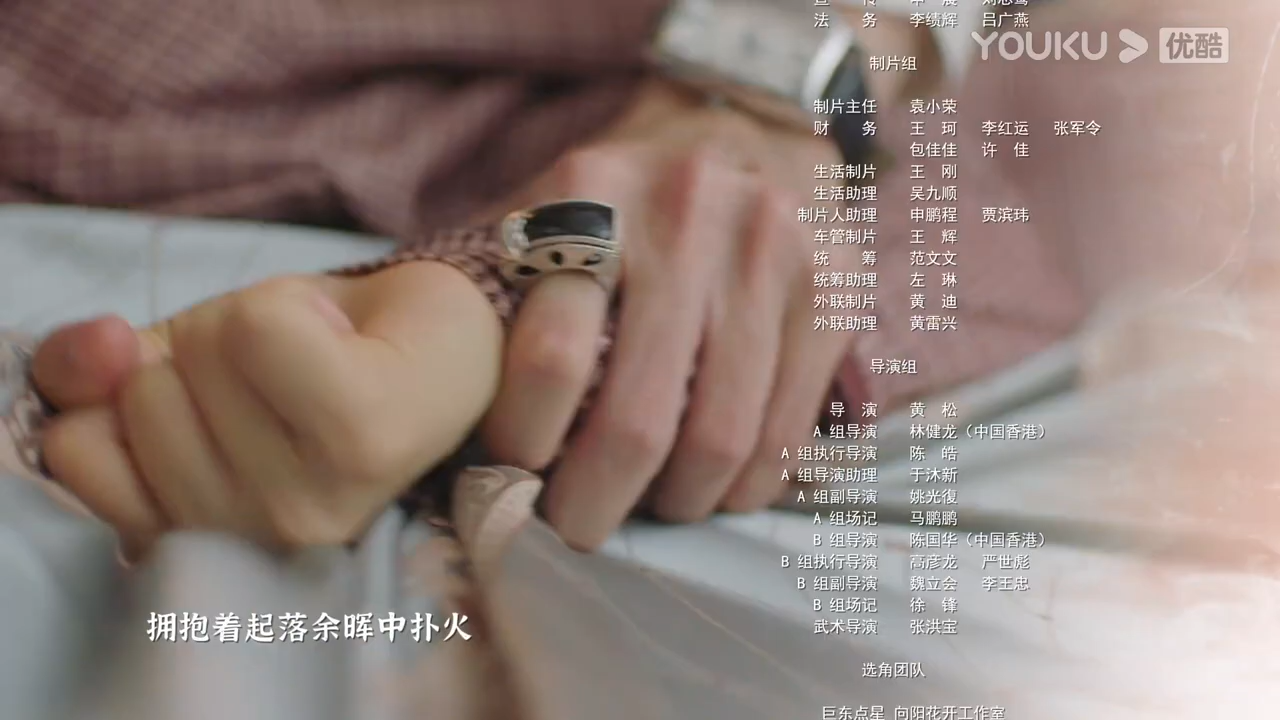 法　　务　李绩辉　吕广燕
YOUKU 优酷
制片组
制片主任　袁小荣
财　　务　王　珂　李红运　张军令
包佳佳　许　佳
生活制片　王　刚
生活助理　吴九顺
制片人助理　申鹏程　贾滨玮
车管制片　王　辉
统　　筹　范文文
统筹助理　左　琳
外联制片　黄　迪
外联助理　黄雷兴
导演组
导　演　黄　松
A 组导演　林健龙（中国香港）
A 组执行导演　陈　皓
A 组导演助理　于沐新
A 组副导演　姚光復
A 组场记　马鹏鹏
B 组导演　陈国华（中国香港）
B 组执行导演　高彦龙　严世彪
B 组副导演　魏立会　李王忠
B 组场记　徐　锋
武术导演　张洪宝
拥抱着起落余晖中扑火
选角团队
巨东点星 向阳花开工作室